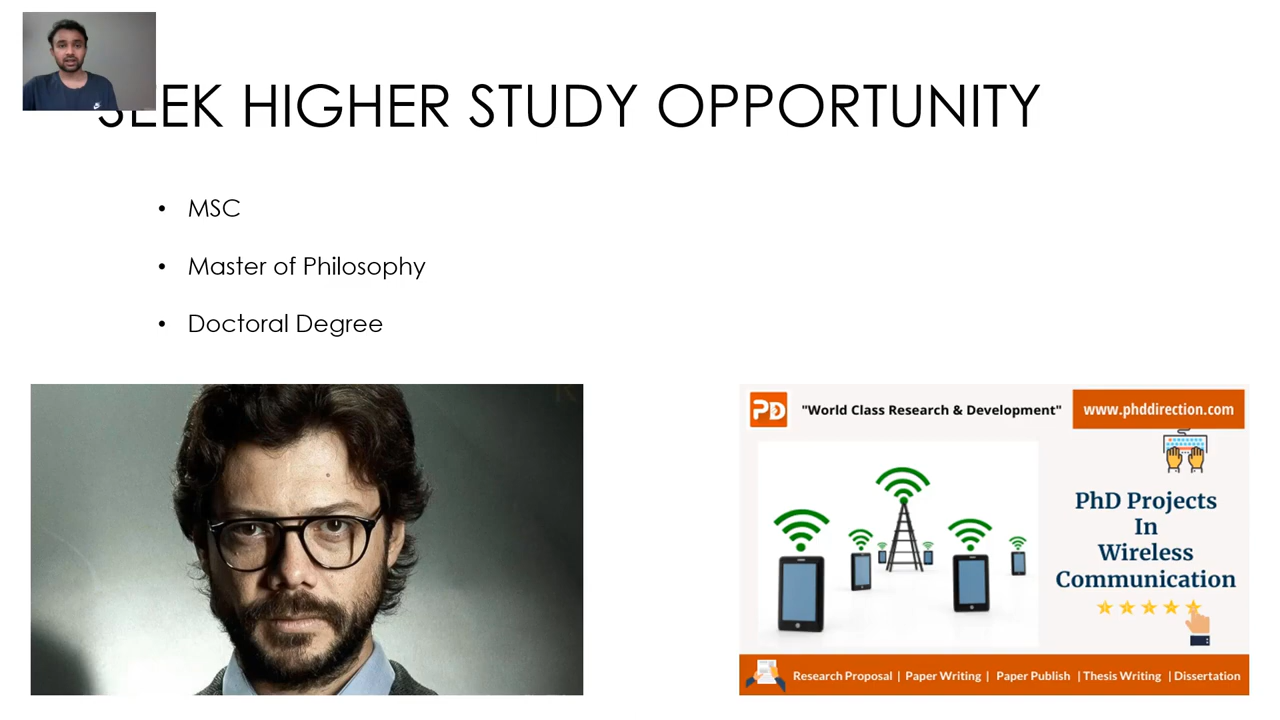 SEEK HIGHER STUDY OPPORTUNITY
• MSC
• Master of Philosophy
• Doctoral Degree
PD "World Class Research & Development" www.phddirection.com
PhD Projects
In
Wireless
Communication
Research Proposal | Paper Writing | Paper Publish | Thesis Writing | Dissertation